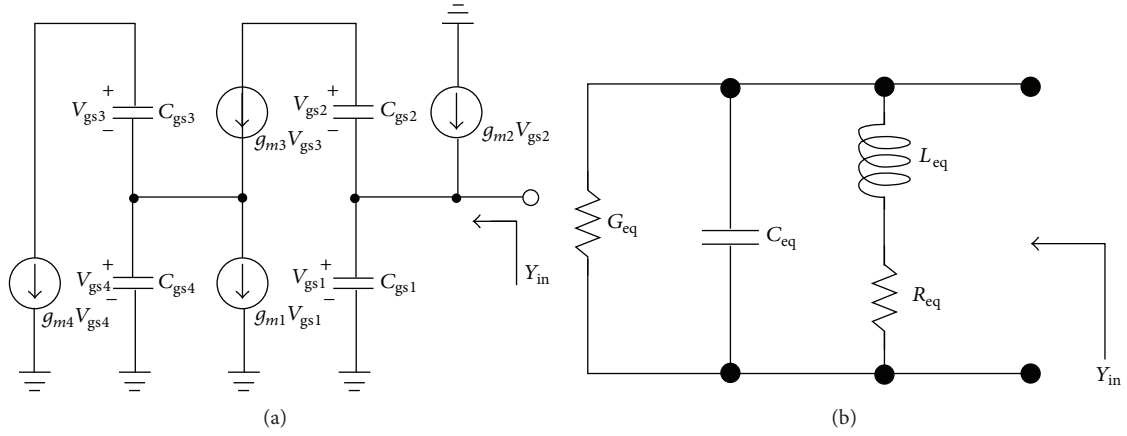 +
V_gs3
−
C_gs3
g_m3V_gs3
+
V_gs2
−
C_gs2
g_m2V_gs2
g_m4V_gs4
+
V_gs4
−
C_gs4
g_m1V_gs1
+
V_gs1
−
C_gs1
Y_in
(a)
G_eq
C_eq
L_eq
R_eq
Y_in
(b)